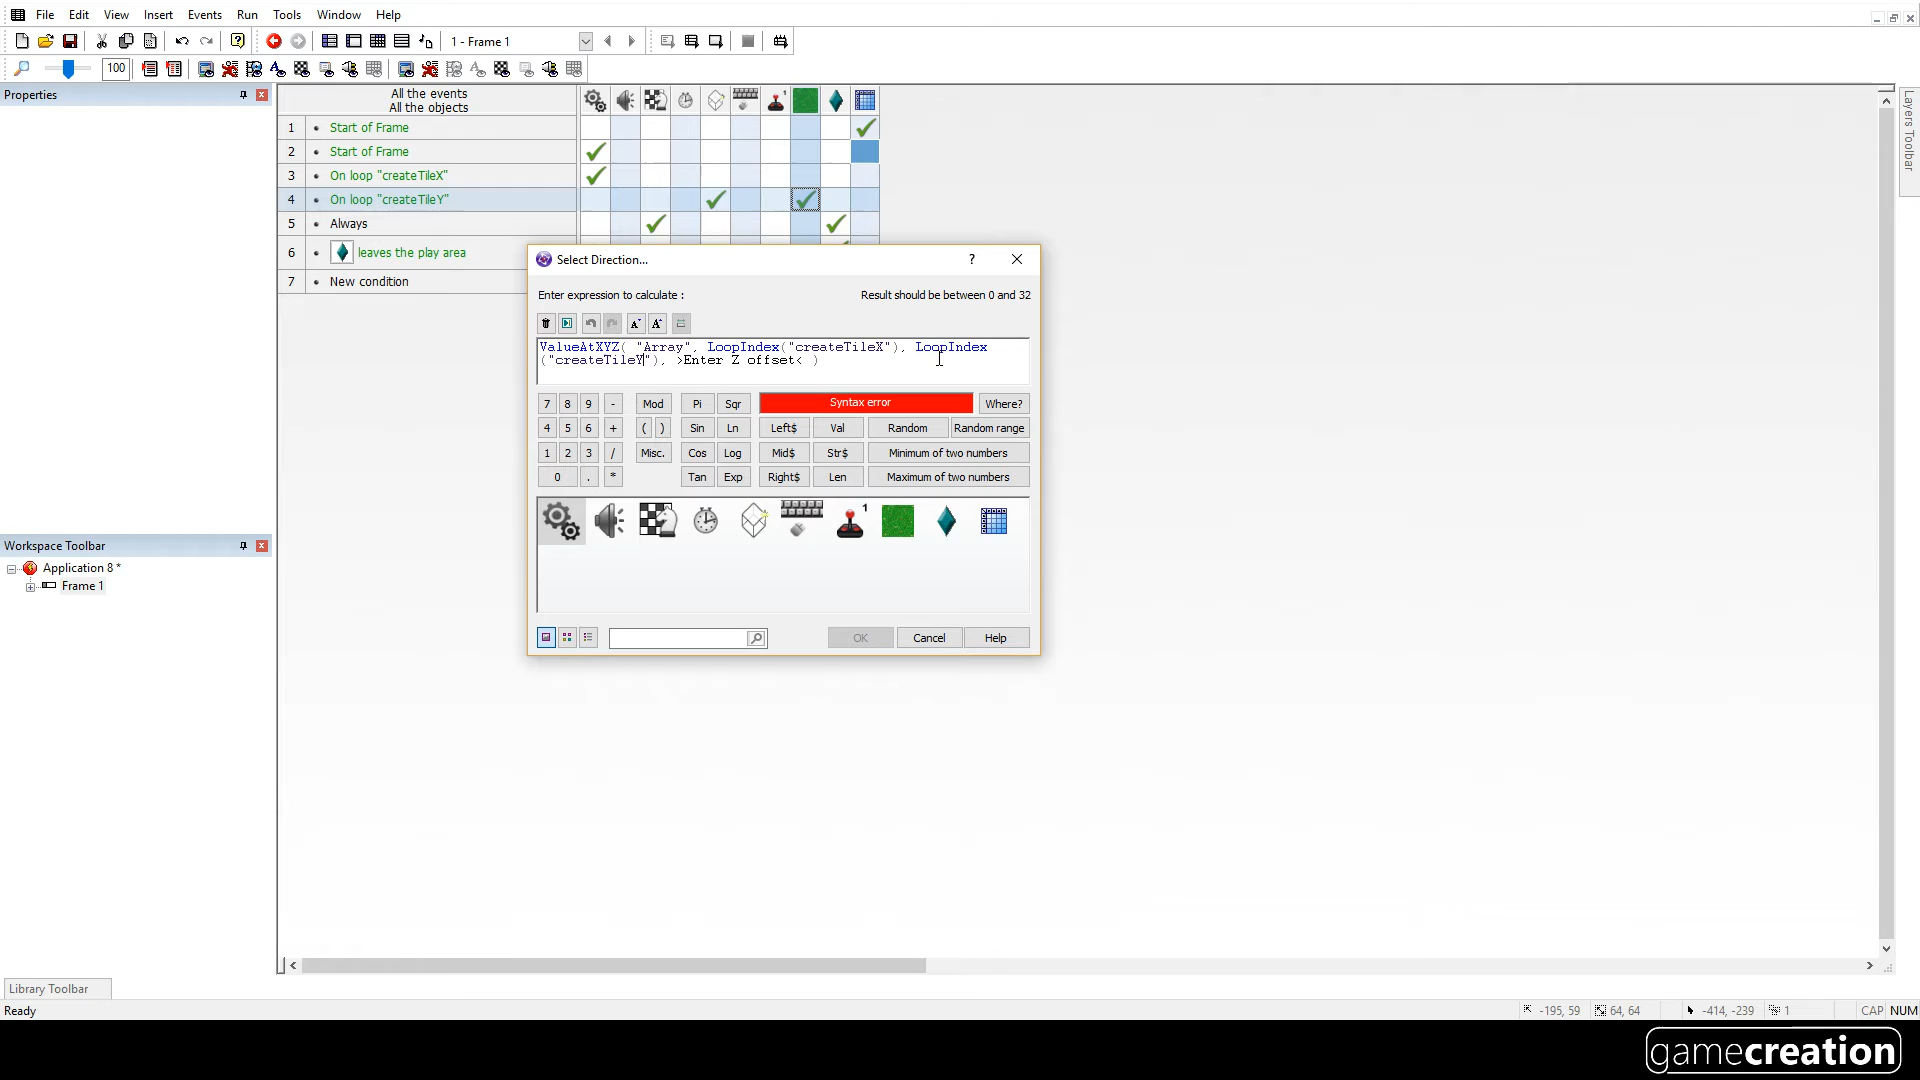 File Edit View Insert Events Run Tools Window Help
1 - Frame 1
100
Properties
All the events
All the objects
1 Start of Frame
2 Start of Frame
3 On loop "createTileX"
4 On loop "createTileY"
5 Always
6 leaves the play area
7 New condition
Layers Toolbar
Select Direction... ?
Enter expression to calculate : Result should be between 0 and 32
ValueAtXYZ( "Array", LoopIndex("createTileX"), LoopIndex
("createTileY"), >Enter Z offset< )
7 8 9 - Mod Pi Sqr Syntax error Where?
4 5 6 + ( ) Sin Ln Left$ Val Random Random range
1 2 3 / Misc. Cos Log Mid$ Str$ Minimum of two numbers
0 . * Tan Exp Right$ Len Maximum of two numbers
1
OK Cancel Help
Workspace Toolbar
Application 8 *
Frame 1
Library Toolbar
Ready -195, 59 64, 64 -414, -239 1 CAP NUM
gamecreation